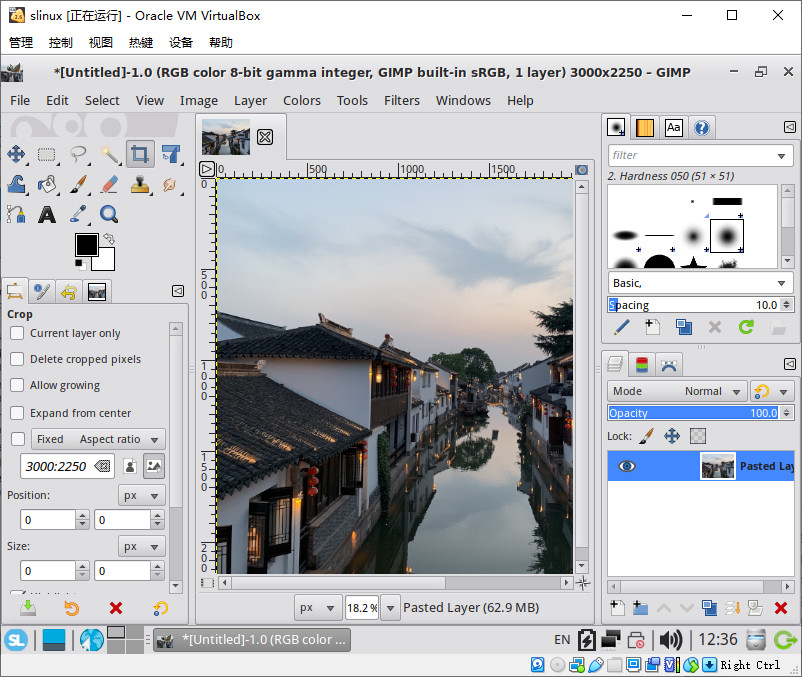 slinux [正在运行] - Oracle VM VirtualBox
管理 控制 视图 热键 设备 帮助
*[Untitled]-1.0 (RGB color 8-bit gamma integer, GIMP built-in sRGB, 1 layer) 3000x2250 – GIMP
File Edit Select View Image Layer Colors Tools Filters Windows Help
Aa
filter
0 500 1000 1500
2. Hardness 050 (51 × 51)
0
500
1000
1500
200
Basic,
Spacing 10.0
Crop
Current layer only
Delete cropped pixels
Allow growing
Expand from center
Fixed Aspect ratio
3000:2250
Position: px
0 0
Size: px
0 0
Mode Normal
Opacity 100.0
Lock:
Pasted Lay
px 18.2 % Pasted Layer (62.9 MB)
SL *[Untitled]-1.0 (RGB color ... EN 12:36
Right Ctrl